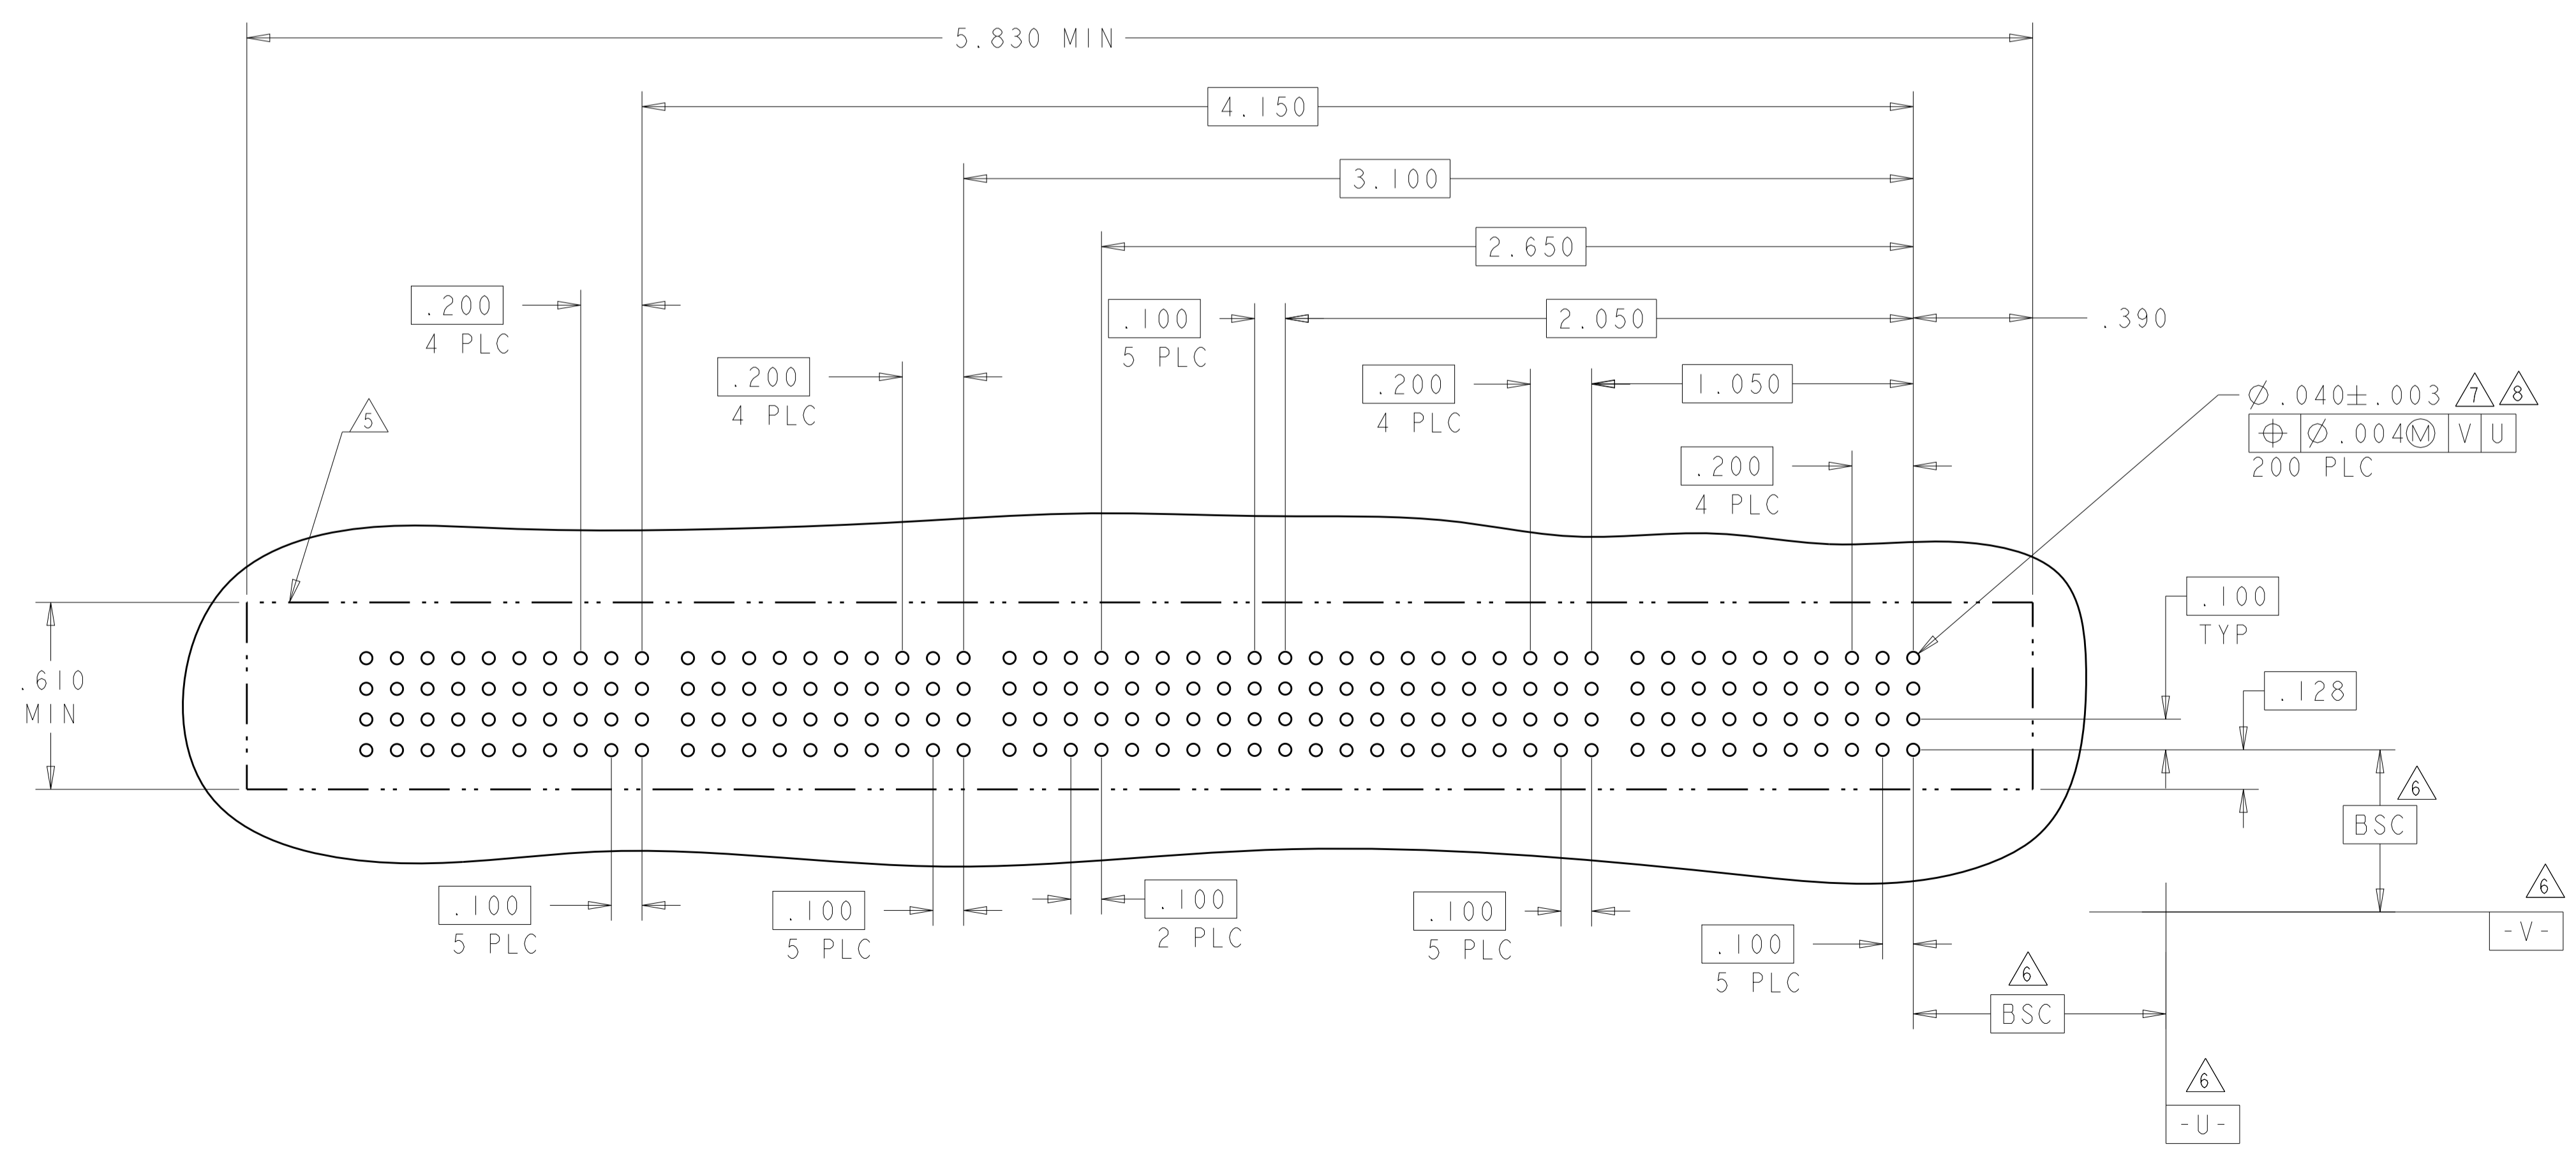 5.830 MIN
4.150
3.100
2.650
.200
4 PLC
.100
5 PLC
2.050
.390
.200
4 PLC
.200
4 PLC
1.050
5
⌀.040±.003 7 8
⌖ ⌀.004Ⓜ V U
200 PLC
.200
4 PLC
.100
TYP
.610
MIN
.128
6
BSC
.100
5 PLC
.100
5 PLC
.100
2 PLC
.100
5 PLC
.100
5 PLC
6
-V-
6
BSC
6
-U-